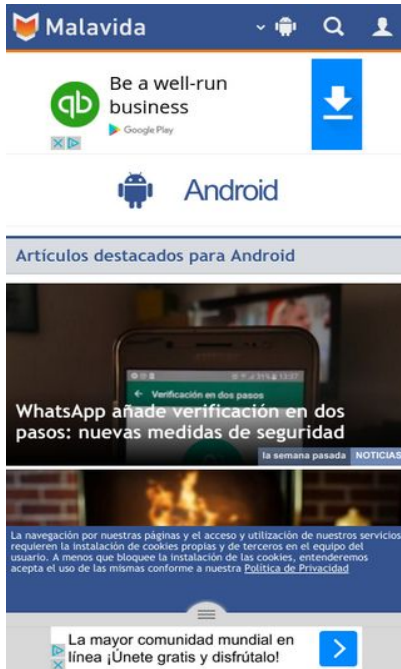 Malavida
Be a well-run
business
Google Play
Android
Artículos destacados para Android
Verificación en dos pasos
WhatsApp añade verificación en dos
pasos: nuevas medidas de seguridad
la semana pasada NOTICIAS
La navegación por nuestras páginas y el acceso y utilización de nuestros servicios
requieren la instalación de cookies propias y de terceros en el equipo del
usuario. A menos que bloquee la instalación de las cookies, entenderemos
acepta el uso de las mismas conforme a nuestra Política de Privacidad
La mayor comunidad mundial en
línea ¡Únete gratis y disfrútalo!